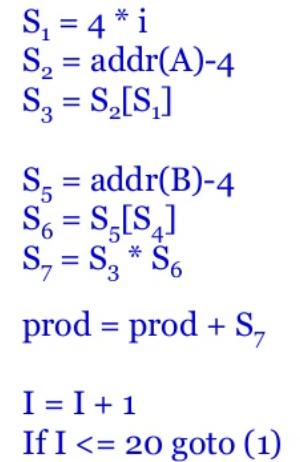 S₁ = 4 * i
S₂ = addr(A)-4
S₃ = S₂[S₁]
S₅ = addr(B)-4
S₆ = S₅[S₄]
S₇ = S₃ * S₆
prod = prod + S₇
I = I + 1
If I <= 20 goto (1)